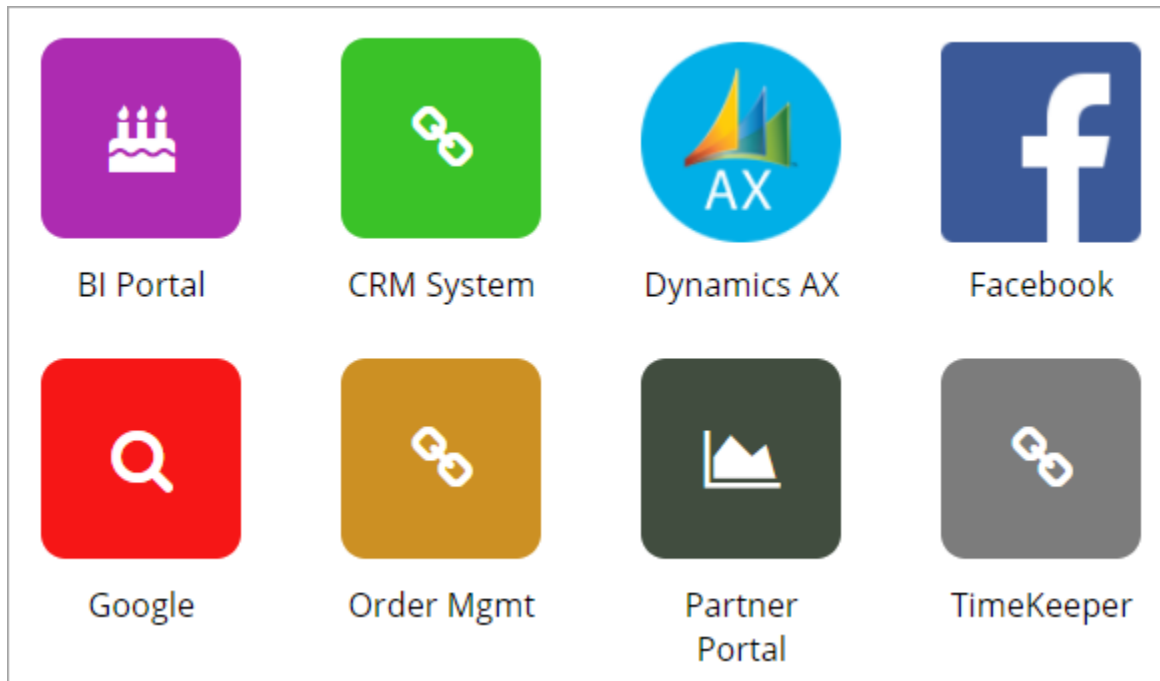 AX
BI Portal
CRM System
Dynamics AX
Facebook
Google
Order Mgmt
Partner
Portal
TimeKeeper